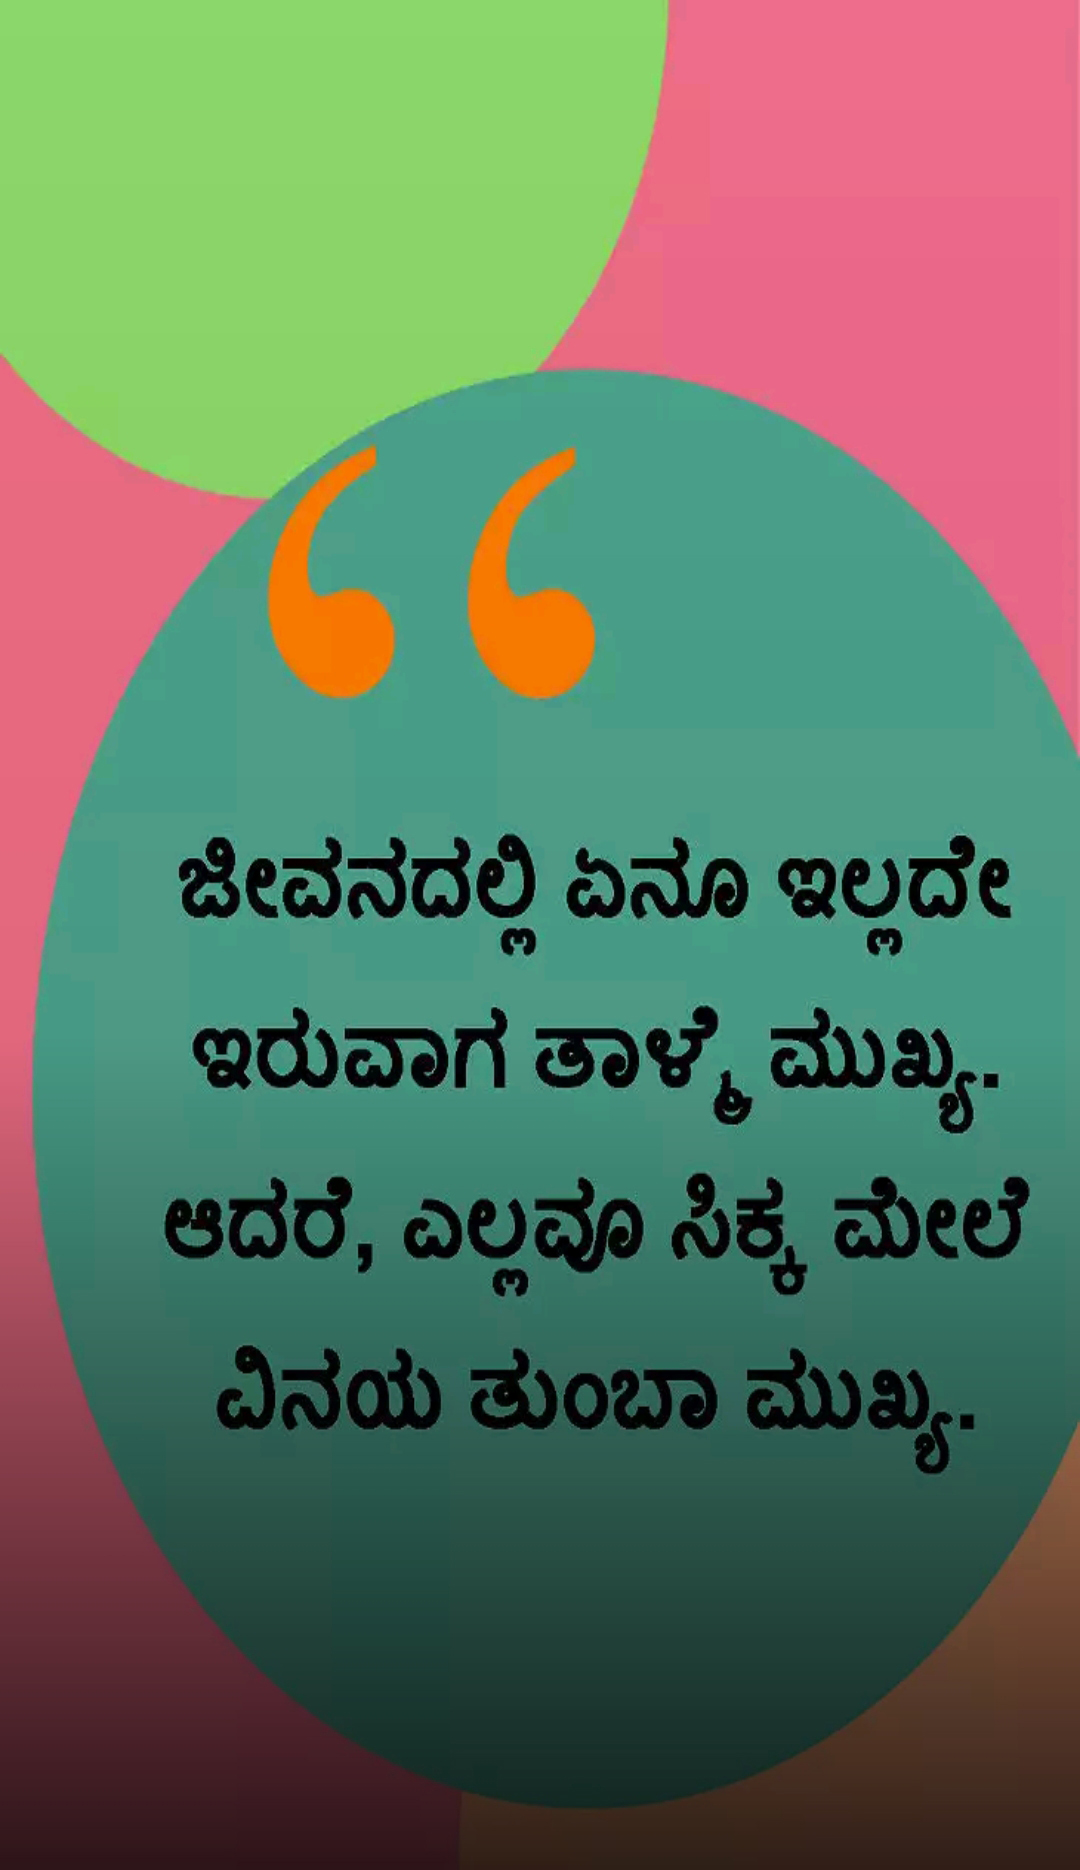 “
ಜೀವನದಲ್ಲಿ ಏನೂ ಇಲ್ಲದೇ
ಇರುವಾಗ ತಾಳ್ಮೆ ಮುಖ್ಯ.
ಆದರೆ, ಎಲ್ಲವೂ ಸಿಕ್ಕ ಮೇಲೆ
ವಿನಯ ತುಂಬಾ ಮುಖ್ಯ.